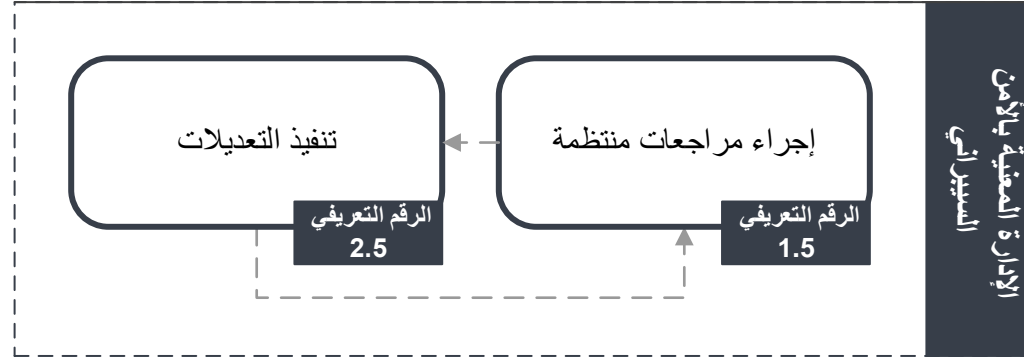 الإدارة المعنية بالأمن
السيبراني
إجراء مراجعات منتظمة
الرقم التعريفي
1.5
تنفيذ التعديلات
الرقم التعريفي
2.5